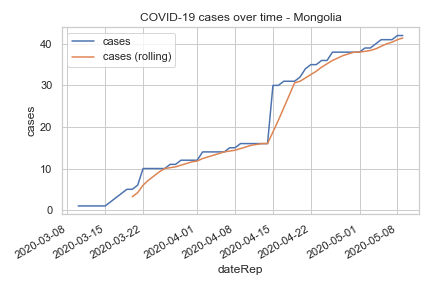 COVID-19 cases over time - Mongolia
cases
cases (rolling)
40
30
20
10
0
cases
2020-03-08
2020-03-15
2020-03-22
2020-04-01
2020-04-08
2020-04-15
2020-04-22
2020-05-01
2020-05-08
dateRep